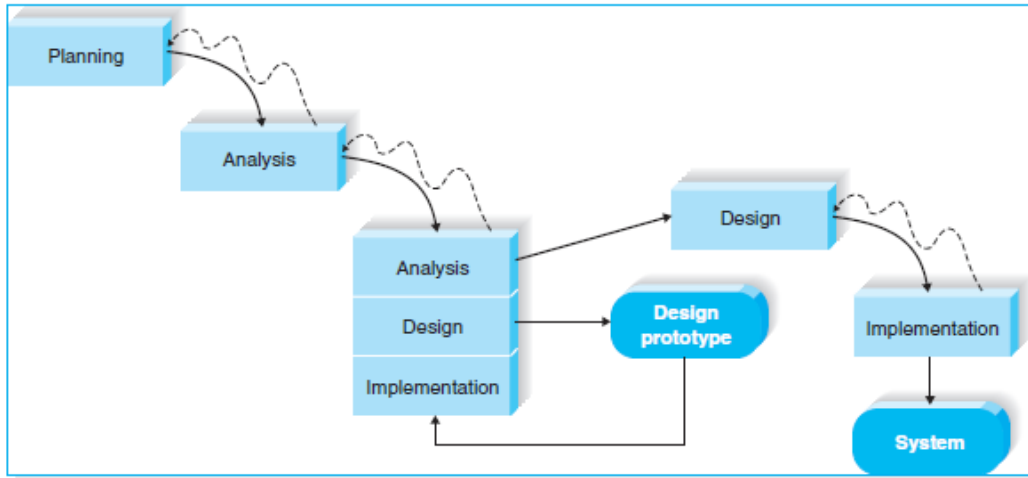 Planning
Analysis
Analysis
Design
Implementation
Design
prototype
Design
Implementation
System